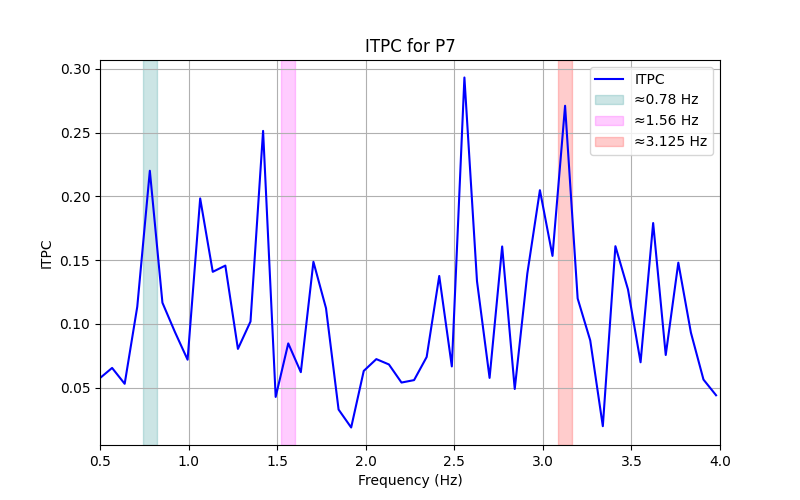 ITPC for P7
ITPC
≈0.78 Hz
≈1.56 Hz
≈3.125 Hz
0.30
0.25
0.20
0.15
0.10
0.05
ITPC
0.5 1.0 1.5 2.0 2.5 3.0 3.5 4.0
Frequency (Hz)